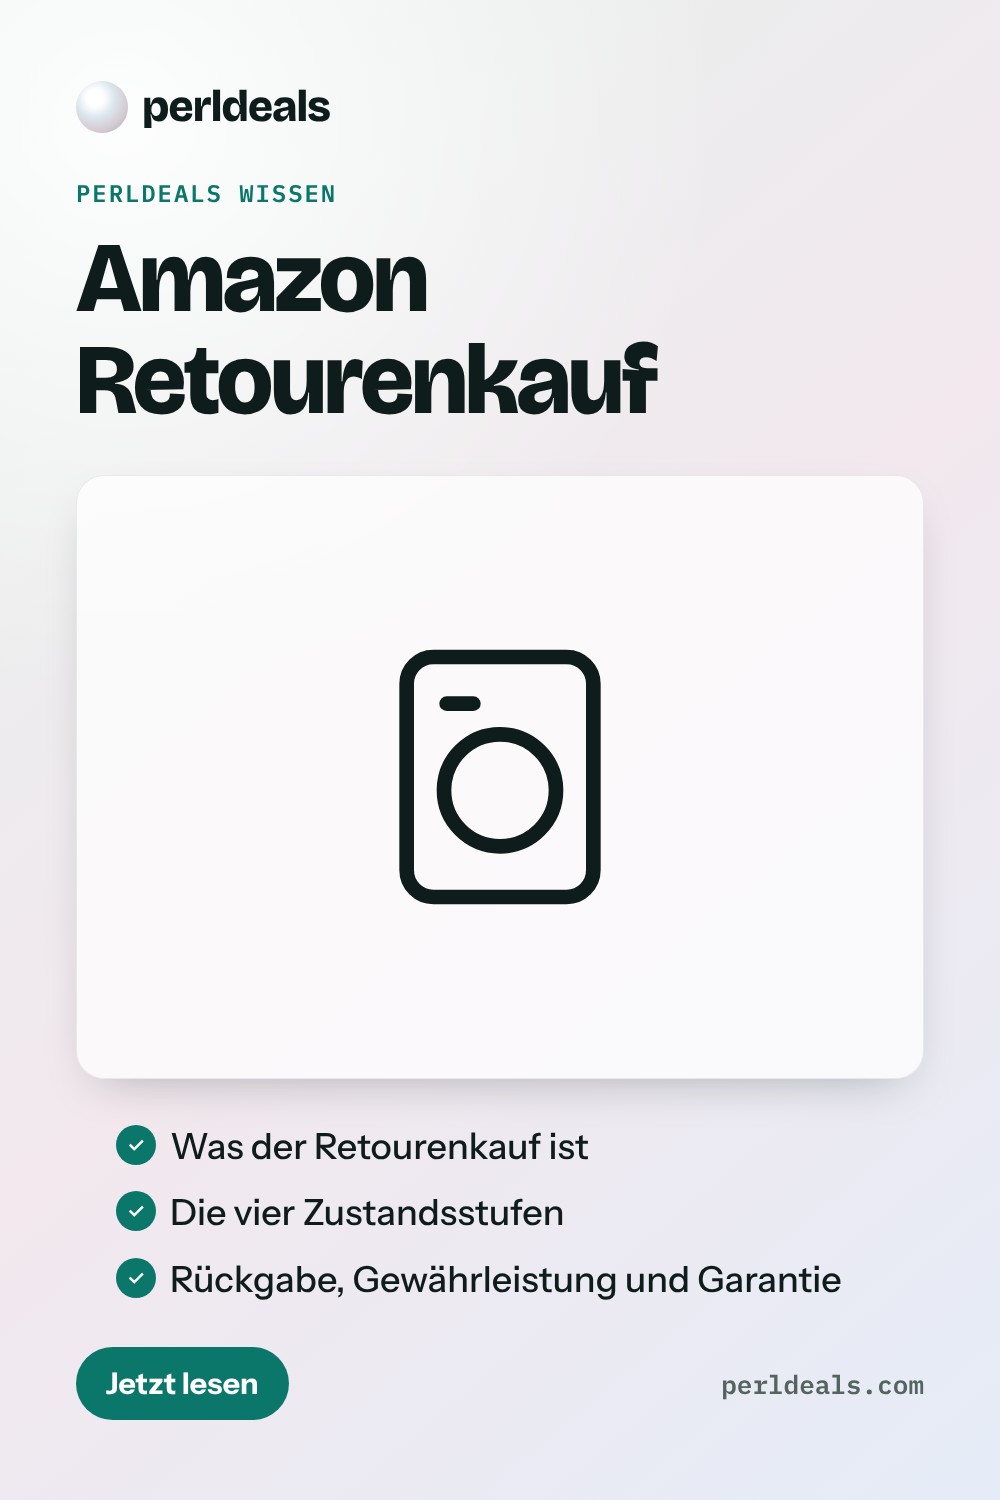 perldeals
PERLDEALS WISSEN
Amazon
Retourenkauf
Was der Retourenkauf ist
Die vier Zustandsstufen
Rückgabe, Gewährleistung und Garantie
Jetzt lesen
perldeals.com